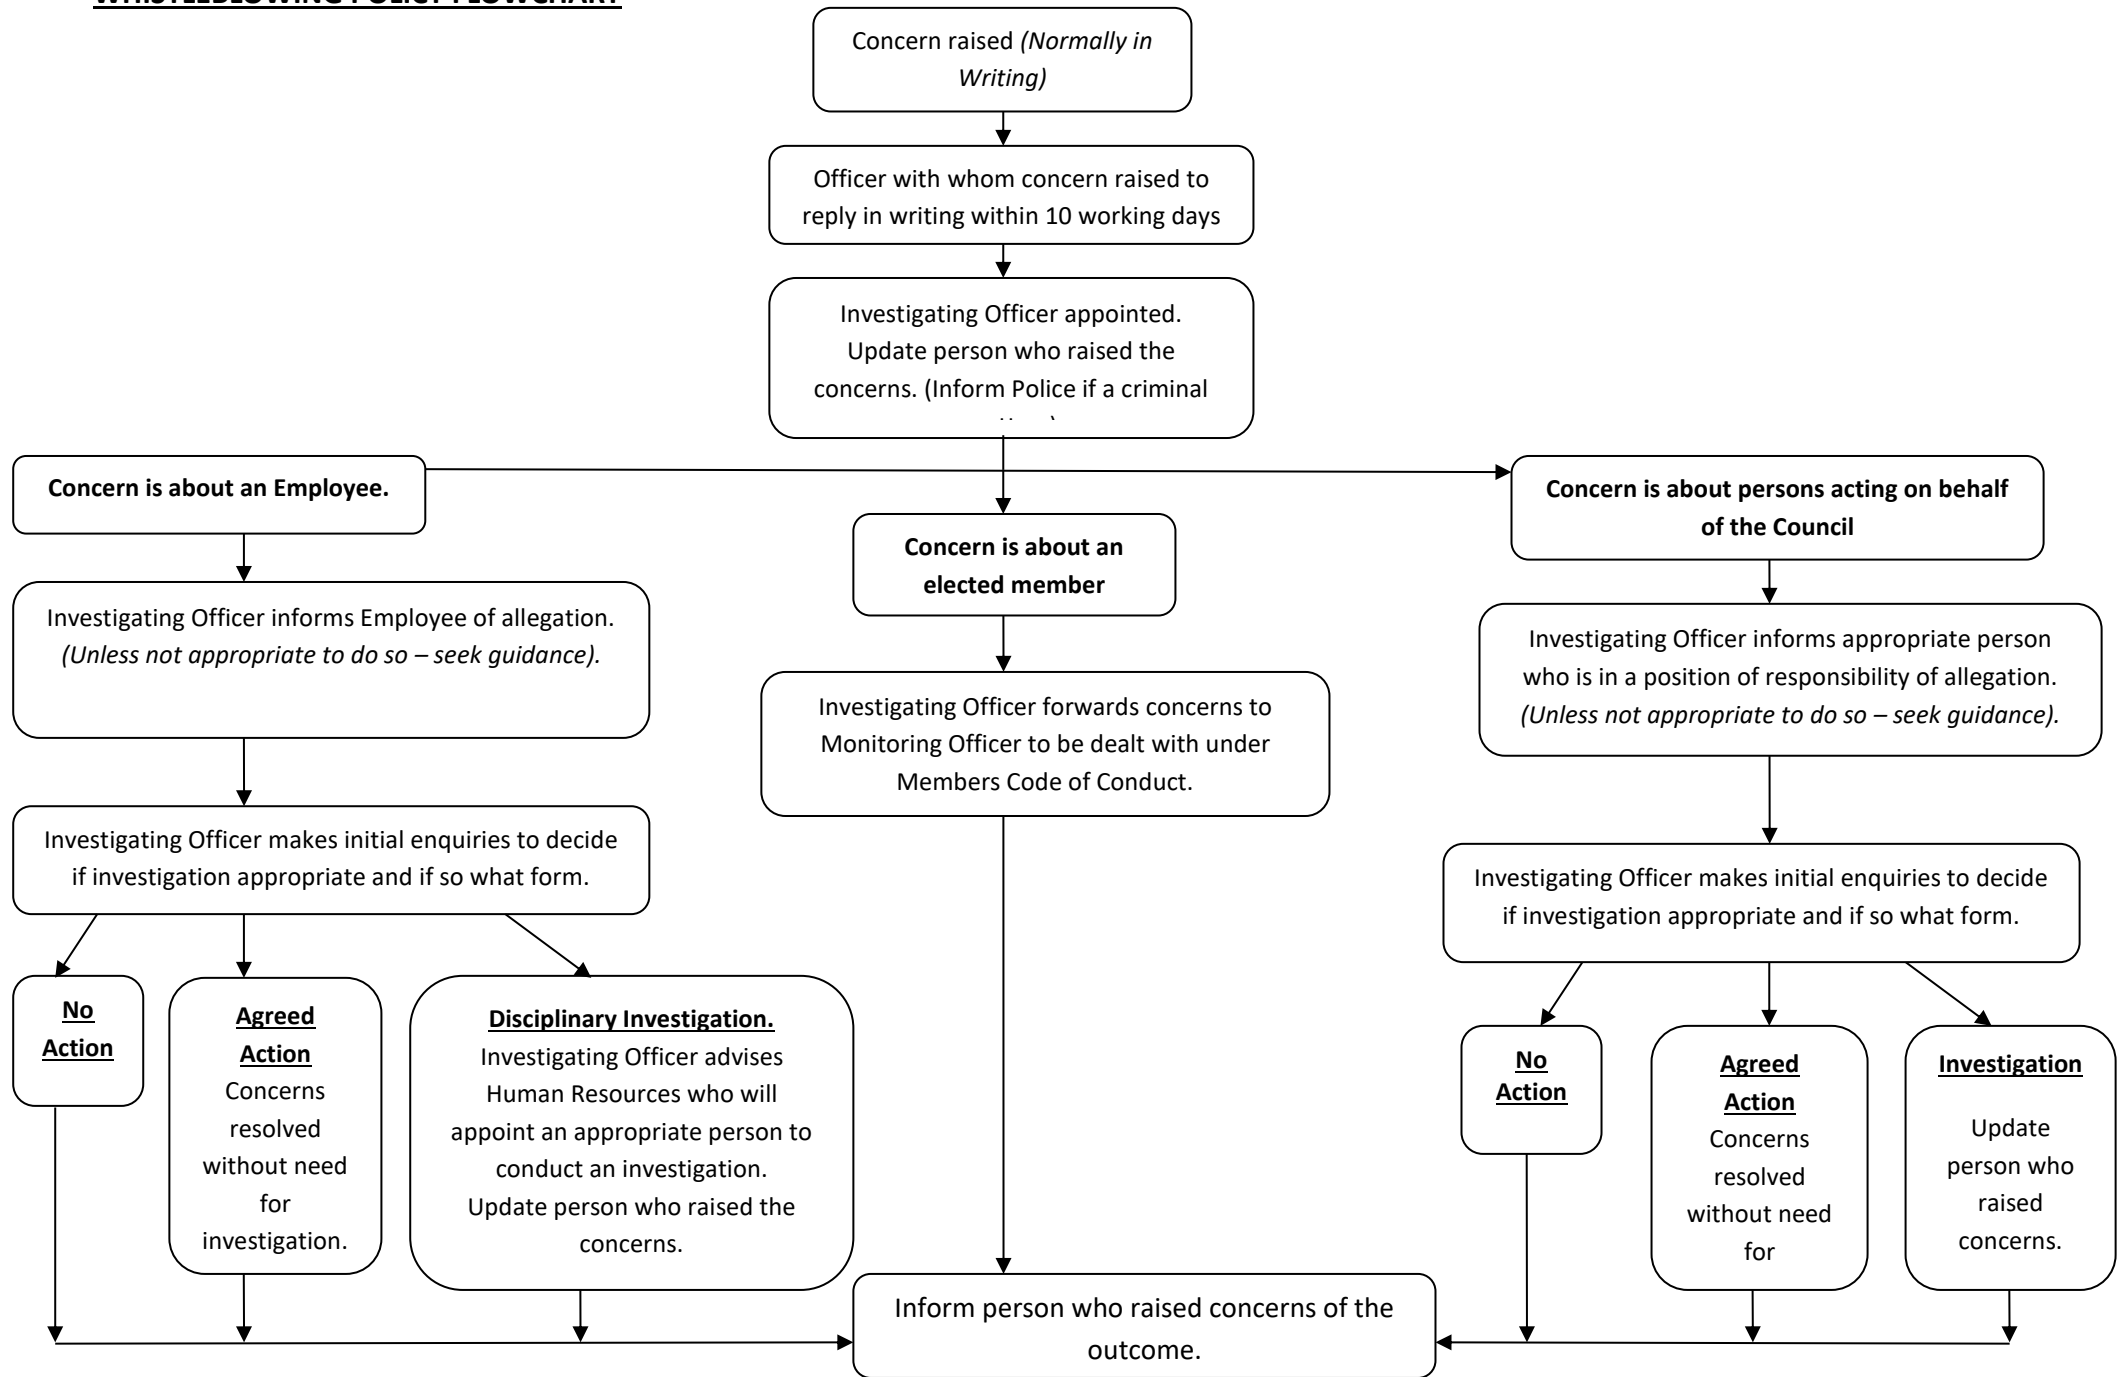 WHISTLEBLOWING POLICY FLOWCHART
Concern raised (Normally in
Writing)
Officer with whom concern raised to
reply in writing within 10 working days
Investigating Officer appointed.
Update person who raised the
concerns. (Inform Police if a criminal
Concern is about an Employee.
Investigating Officer informs Employee of allegation.
(Unless not appropriate to do so – seek guidance).
Investigating Officer makes initial enquiries to decide
if investigation appropriate and if so what form.
No
Action
Agreed
Action
Concerns
resolved
without need
for
investigation.
Disciplinary Investigation.
Investigating Officer advises
Human Resources who will
appoint an appropriate person to
conduct an investigation.
Update person who raised the
concerns.
Concern is about an
elected member
Investigating Officer forwards concerns to
Monitoring Officer to be dealt with under
Members Code of Conduct.
Concern is about persons acting on behalf
of the Council
Investigating Officer informs appropriate person
who is in a position of responsibility of allegation.
(Unless not appropriate to do so – seek guidance).
Investigating Officer makes initial enquiries to decide
if investigation appropriate and if so what form.
No
Action
Agreed
Action
Concerns
resolved
without need
for
Investigation
Update
person who
raised
concerns.
Inform person who raised concerns of the
outcome.